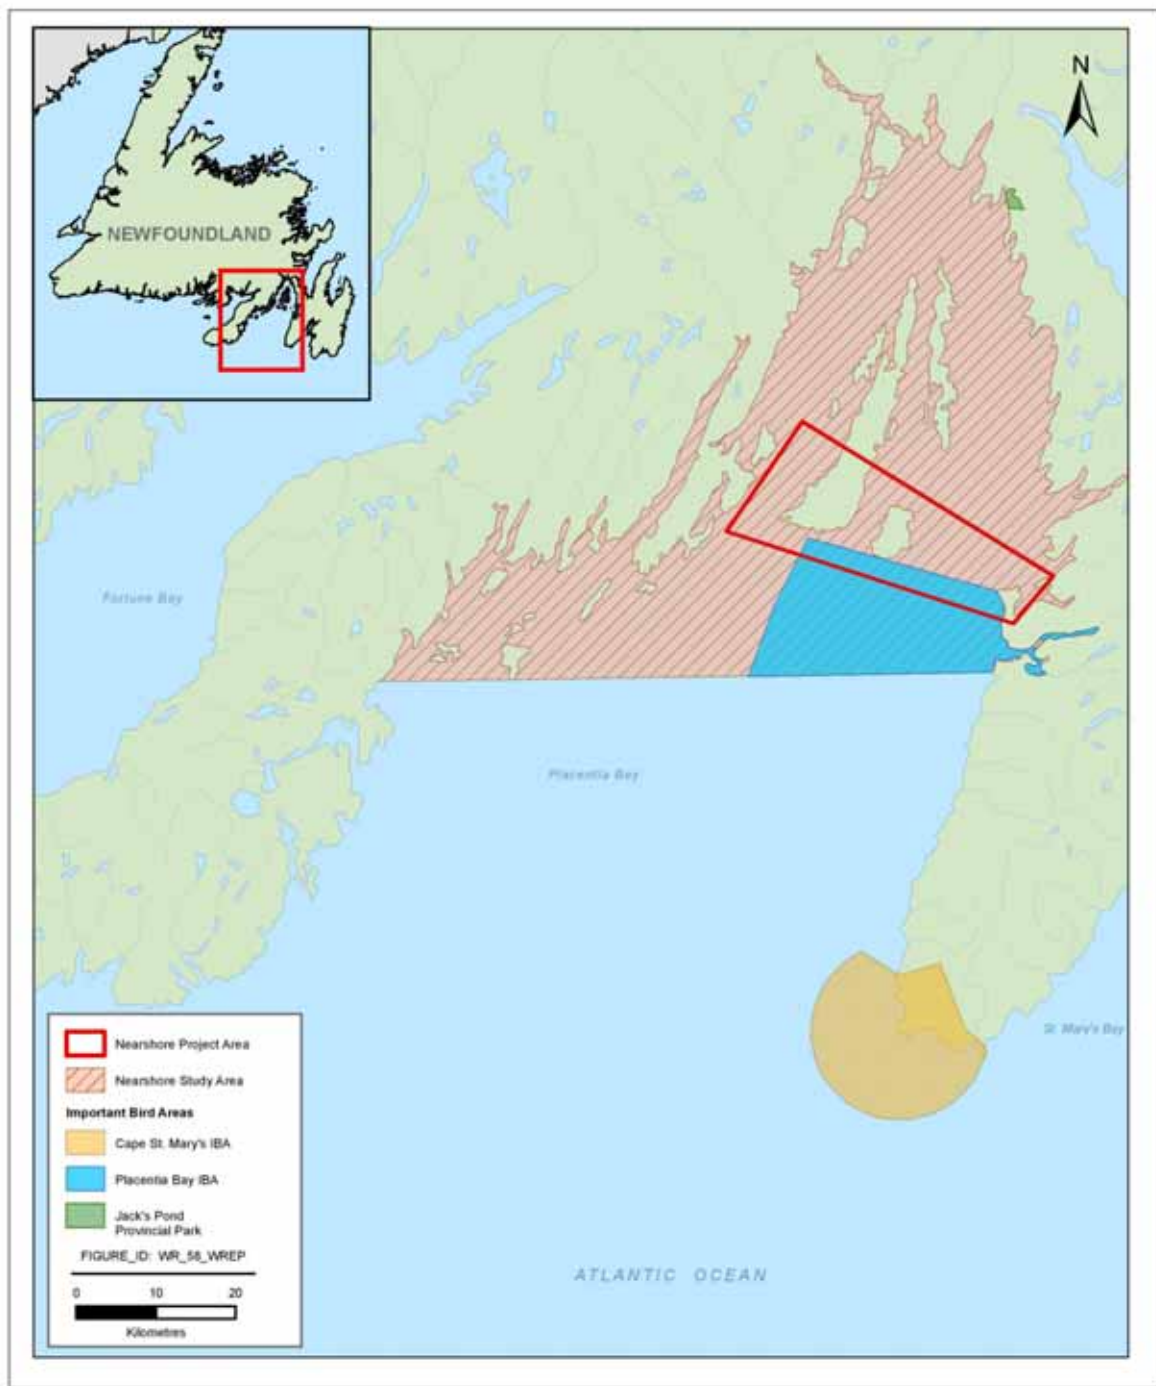 N
NEWFOUNDLAND
Fortune Bay
Placentia Bay
St. Mary's Bay
Nearshore Project Area
Nearshore Study Area
Important Bird Areas
Cape St. Mary's IBA
Placentia Bay IBA
Jack's Pond
Provincial Park
FIGURE_ID: WR_58_WREP
0 10 20
Kilometres
ATLANTIC OCEAN